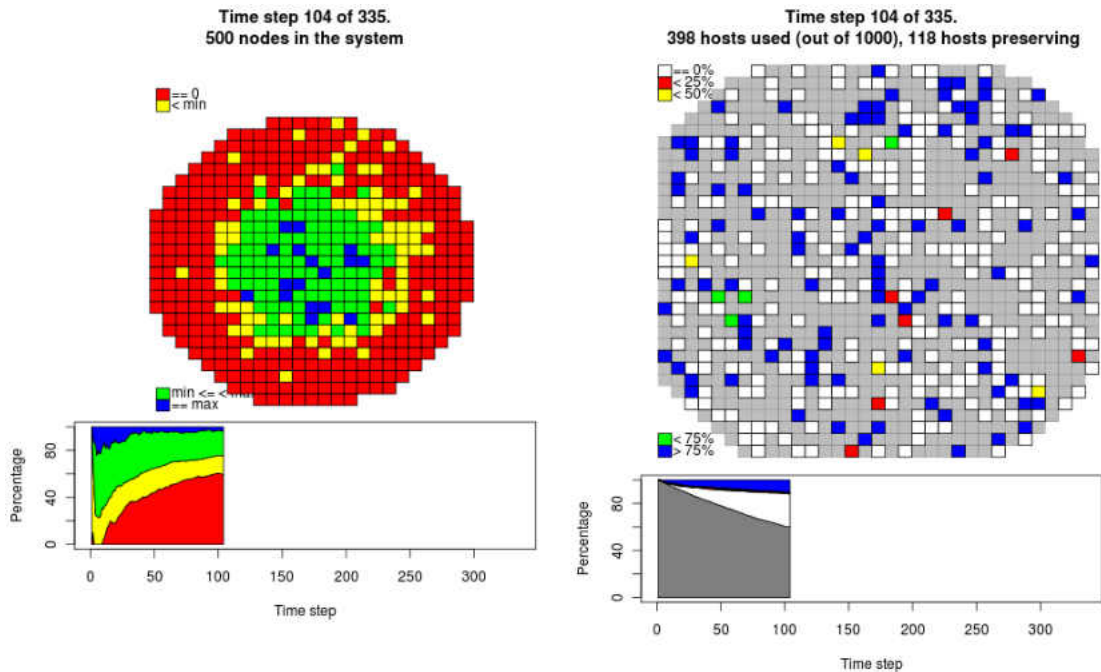 Time step 104 of 335.
500 nodes in the system
== 0
< min
min <= < max
== max
Percentage
0
40
80
0
50
100
150
200
250
300
Time step
Time step 104 of 335.
398 hosts used (out of 1000), 118 hosts preserving
== 0%
< 25%
< 50%
< 75%
> 75%
Percentage
0
40
80
0
50
100
150
200
250
300
Time step